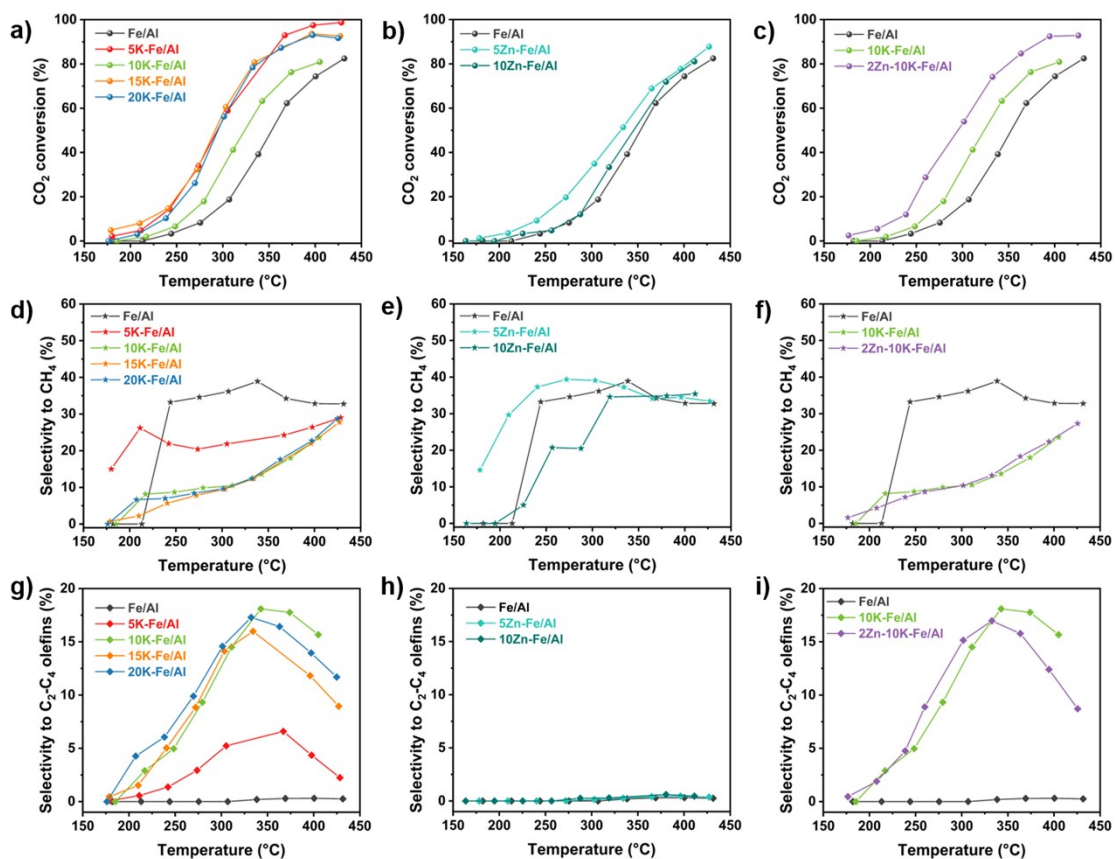 a)
CO₂ conversion (%)
100
90
80
70
60
50
40
30
20
10
0
Fe/Al
5K-Fe/Al
10K-Fe/Al
15K-Fe/Al
20K-Fe/Al
150 200 250 300 350 400 450
Temperature (°C)
b)
CO₂ conversion (%)
100
80
60
40
20
0
Fe/Al
5Zn-Fe/Al
10Zn-Fe/Al
150 200 250 300 350 400 450
Temperature (°C)
c)
CO₂ conversion (%)
100
80
60
40
20
0
Fe/Al
10K-Fe/Al
2Zn-10K-Fe/Al
150 200 250 300 350 400 450
Temperature (°C)
d)
Selectivity to CH₄ (%)
60
50
40
30
20
10
0
Fe/Al
5K-Fe/Al
10K-Fe/Al
15K-Fe/Al
20K-Fe/Al
150 200 250 300 350 400 450
Temperature (°C)
e)
Selectivity to CH₄ (%)
60
50
40
30
20
10
0
Fe/Al
5Zn-Fe/Al
10Zn-Fe/Al
150 200 250 300 350 400 450
Temperature (°C)
f)
Selectivity to CH₄ (%)
60
50
40
30
20
10
0
Fe/Al
10K-Fe/Al
2Zn-10K-Fe/Al
150 200 250 300 350 400 450
Temperature (°C)
g)
Selectivity to C₂-C₄ olefins (%)
20
15
10
5
0
Fe/Al
5K-Fe/Al
10K-Fe/Al
15K-Fe/Al
20K-Fe/Al
150 200 250 300 350 400 450
Temperature (°C)
h)
Selectivity to C₂-C₄ olefins (%)
20
15
10
5
0
Fe/Al
5Zn-Fe/Al
10Zn-Fe/Al
150 200 250 300 350 400 450
Temperature (°C)
i)
Selectivity to C₂-C₄ olefins (%)
20
15
10
5
0
Fe/Al
10K-Fe/Al
2Zn-10K-Fe/Al
150 200 250 300 350 400 450
Temperature (°C)